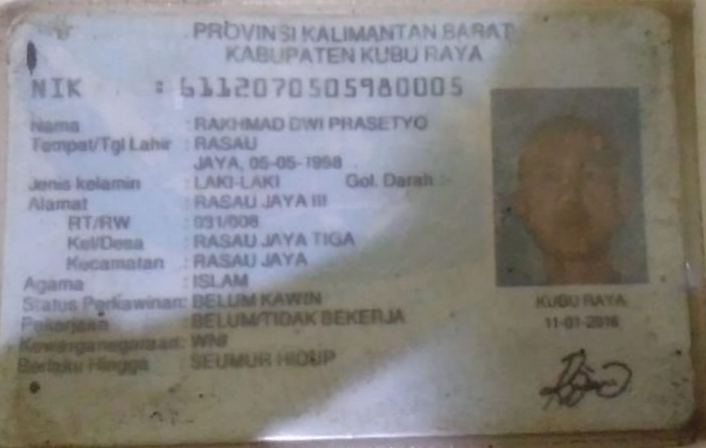 PROVINSI KALIMANTAN BARAT
KABUPATEN KUBU RAYA
NIK : 6112070505980005
Nama : RAKHMAD DWI PRASETYO
Tempat/Tgl Lahir : RASAU
JAYA, 05-05-1998
Jenis kelamin : LAKI-LAKI Gol. Darah : -
Alamat : RASAU JAYA III
RT/RW : 031/008
Kel/Desa : RASAU JAYA TIGA
Kecamatan : RASAU JAYA
Agama : ISLAM
Status Perkawinan: BELUM KAWIN
Pekerjaan : BELUM/TIDAK BEKERJA
Kewarganegaraan: WNI
Berlaku Hingga : SEUMUR HIDUP
KUBU RAYA
11-01-2016